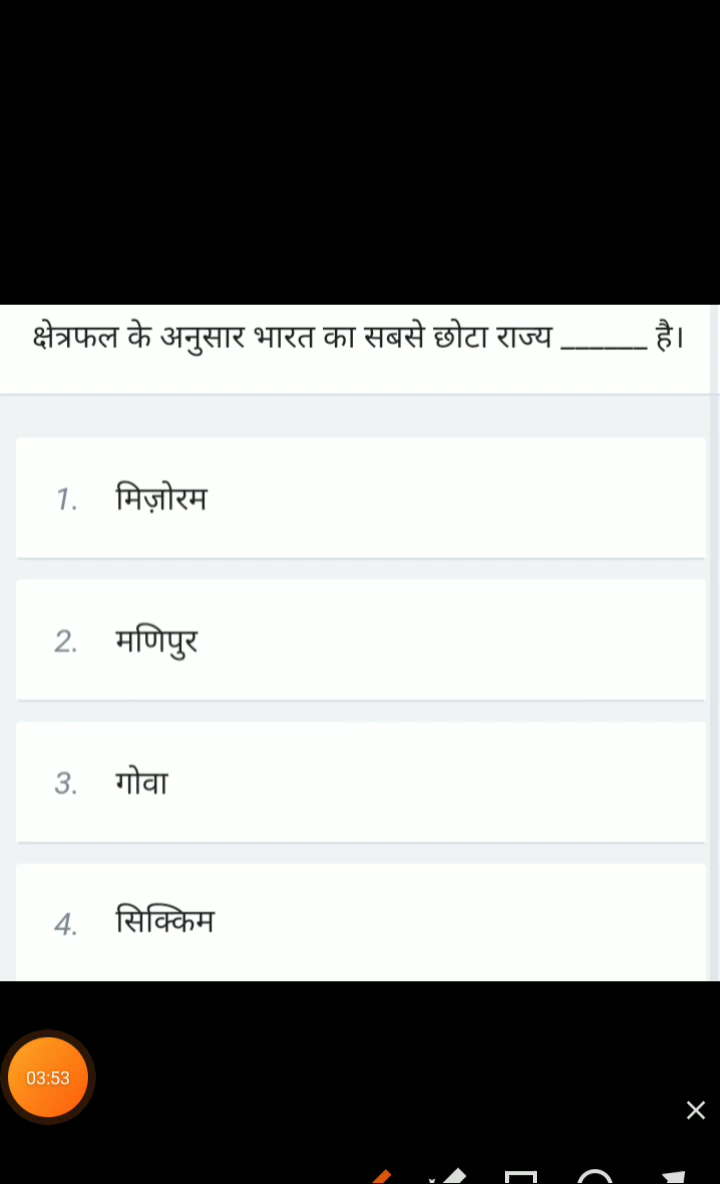 क्षेत्रफल के अनुसार भारत का सबसे छोटा राज्य ______ है।
1. मिज़ोरम
2. मणिपुर
3. गोवा
4. सिक्किम
03:53